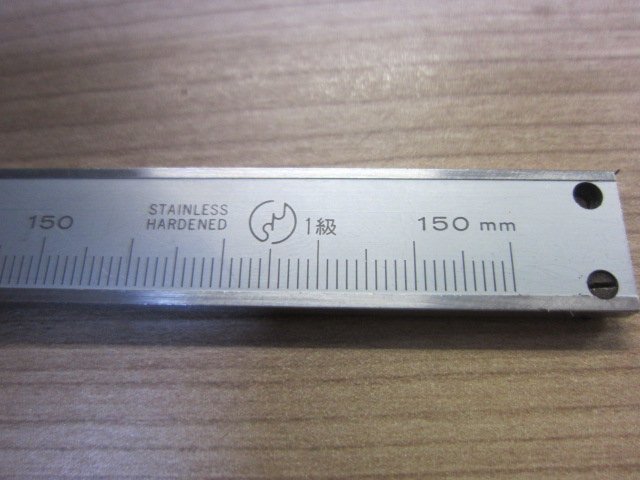 150
STAINLESS
HARDENED
1級
150 mm